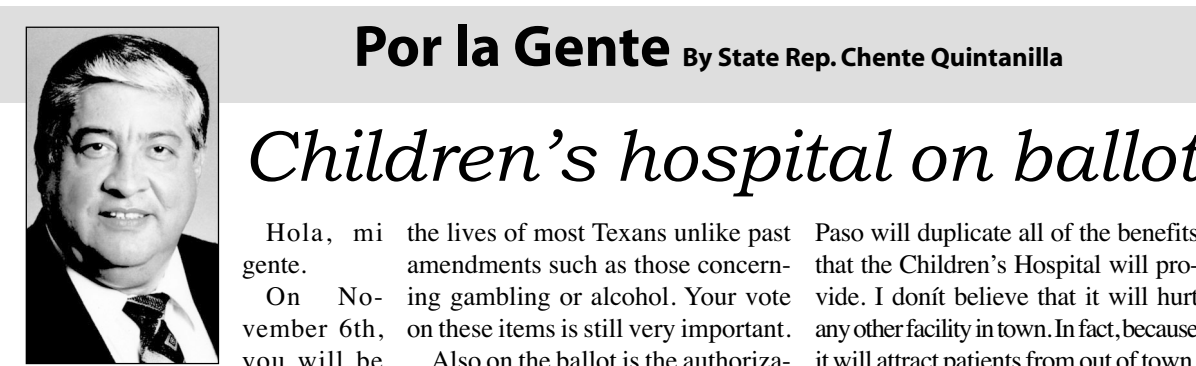 Por la Gente By State Rep. Chente Quintanilla
Children's hospital on ballot
Hola, mi
gente.
On No-
vember 6th,
you will be
the lives of most Texans unlike past
amendments such as those concern-
ing gambling or alcohol. Your vote
on these items is still very important.
Also on the ballot is the authoriza-
Paso will duplicate all of the benefits
that the Children's Hospital will pro-
vide. I donít believe that it will hurt
any other facility in town. In fact, because
it will attract patients from out of town,